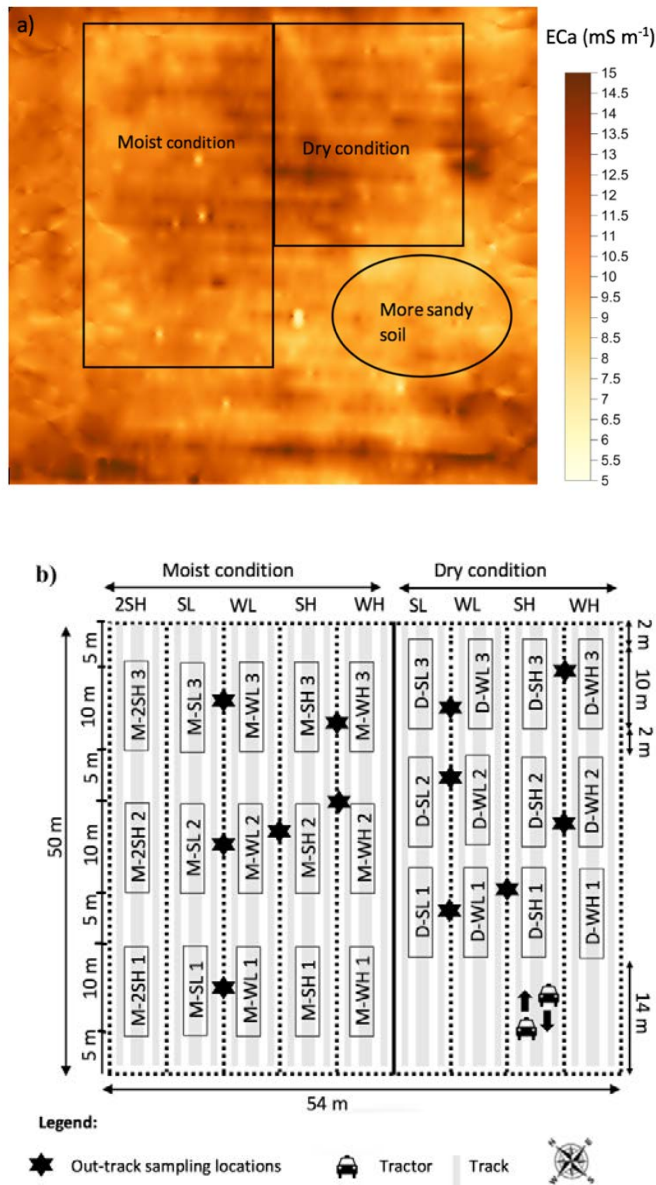 a)
ECa (mS m⁻¹)
15
14.5
14
13.5
13
12.5
12
11.5
11
10.5
10
9.5
9
8.5
8
7.5
7
6.5
6
5.5
5
Moist condition
Dry condition
More sandy
soil
b)
Moist condition
Dry condition
2SH SL WL SH WH
SL WL SH WH
50 m
5 m
10 m
5 m
10 m
5 m
10 m
5 m
M-2SH 3
M-SL 3
M-WL 3
M-SH 3
M-WH 3
D-SL 3
D-WL 3
D-SH 3
D-WH 3
M-2SH 2
M-SL 2
M-WL 2
M-SH 2
M-WH 2
D-SL 2
D-WL 2
D-SH 2
D-WH 2
M-2SH 1
M-SL 1
M-WL 1
M-SH 1
M-WH 1
D-SL 1
D-WL 1
D-SH 1
D-WH 1
2 m
10 m
2 m
14 m
54 m
Legend:
Out-track sampling locations
Tractor
Track
N
E
W
S